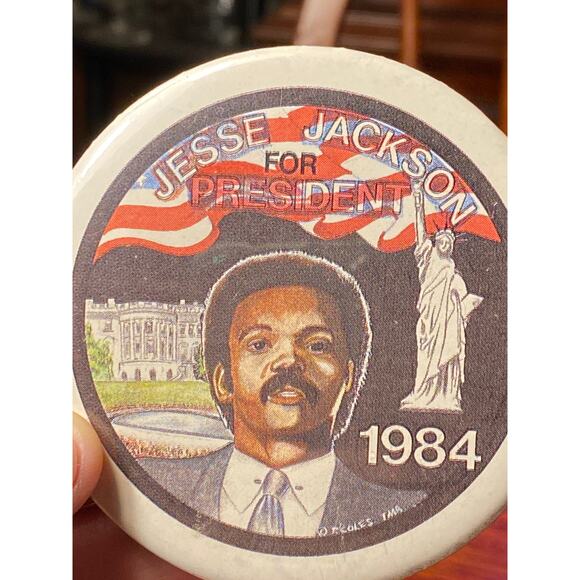 JESSE JACKSON
FOR
PRESIDENT
1984